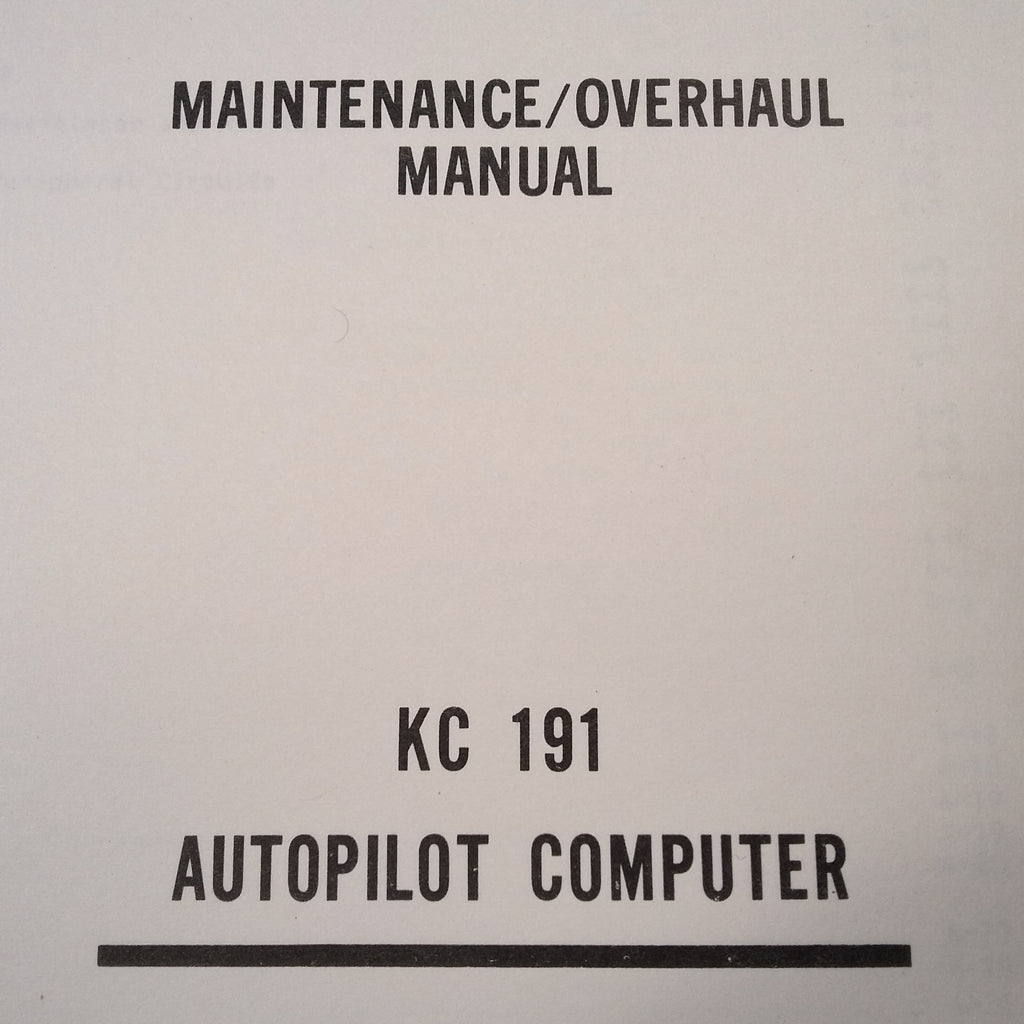 MAINTENANCE/OVERHAUL
MANUAL
KC 191
AUTOPILOT COMPUTER